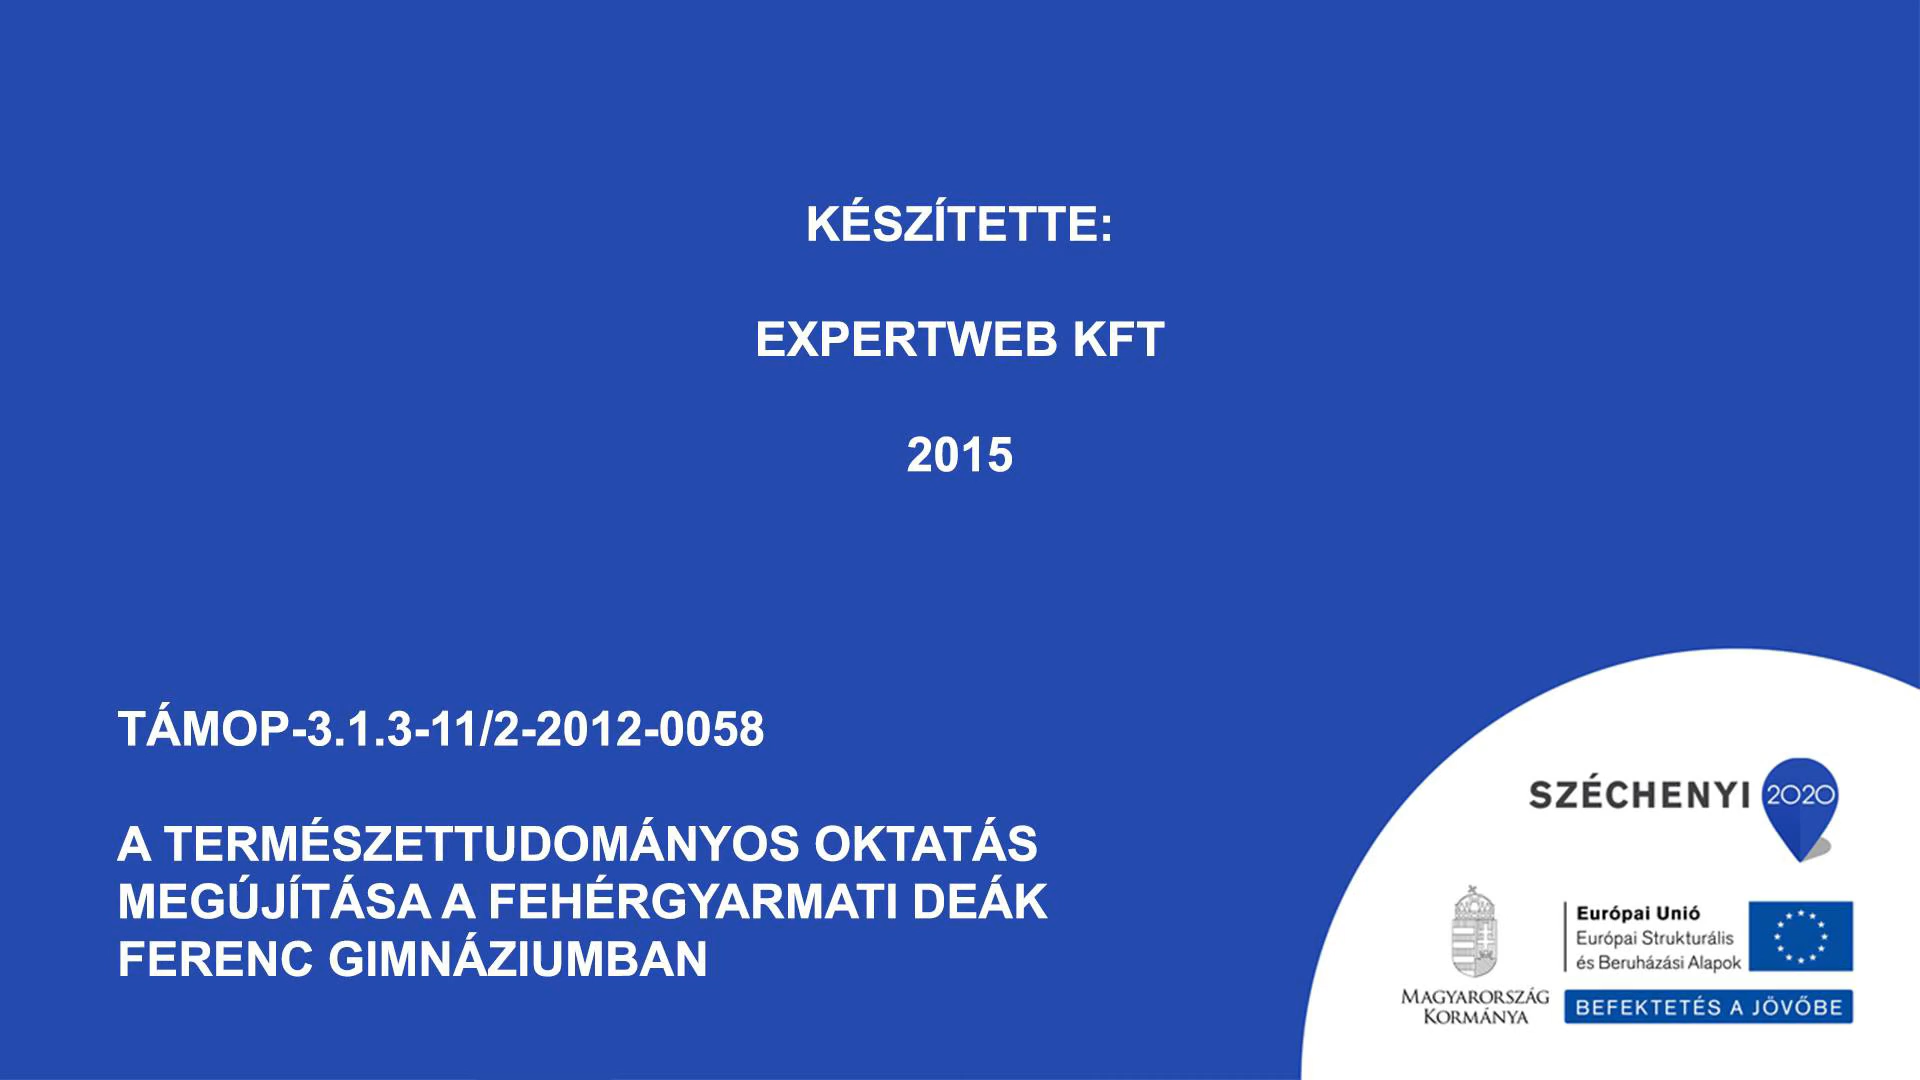 KÉSZÍTETTE:
EXPERTWEB KFT
2015
TÁMOP-3.1.3-11/2-2012-0058
A TERMÉSZETTUDOMÁNYOS OKTATÁS
MEGÚJÍTÁSA A FEHÉRGYARMATI DEÁK
FERENC GIMNÁZIUMBAN
SZÉCHENYI 2020
MAGYARORSZÁG
KORMÁNYA
Európai Unió
Európai Strukturális
és Beruházási Alapok
BEFEKTETÉS A JÖVŐBE